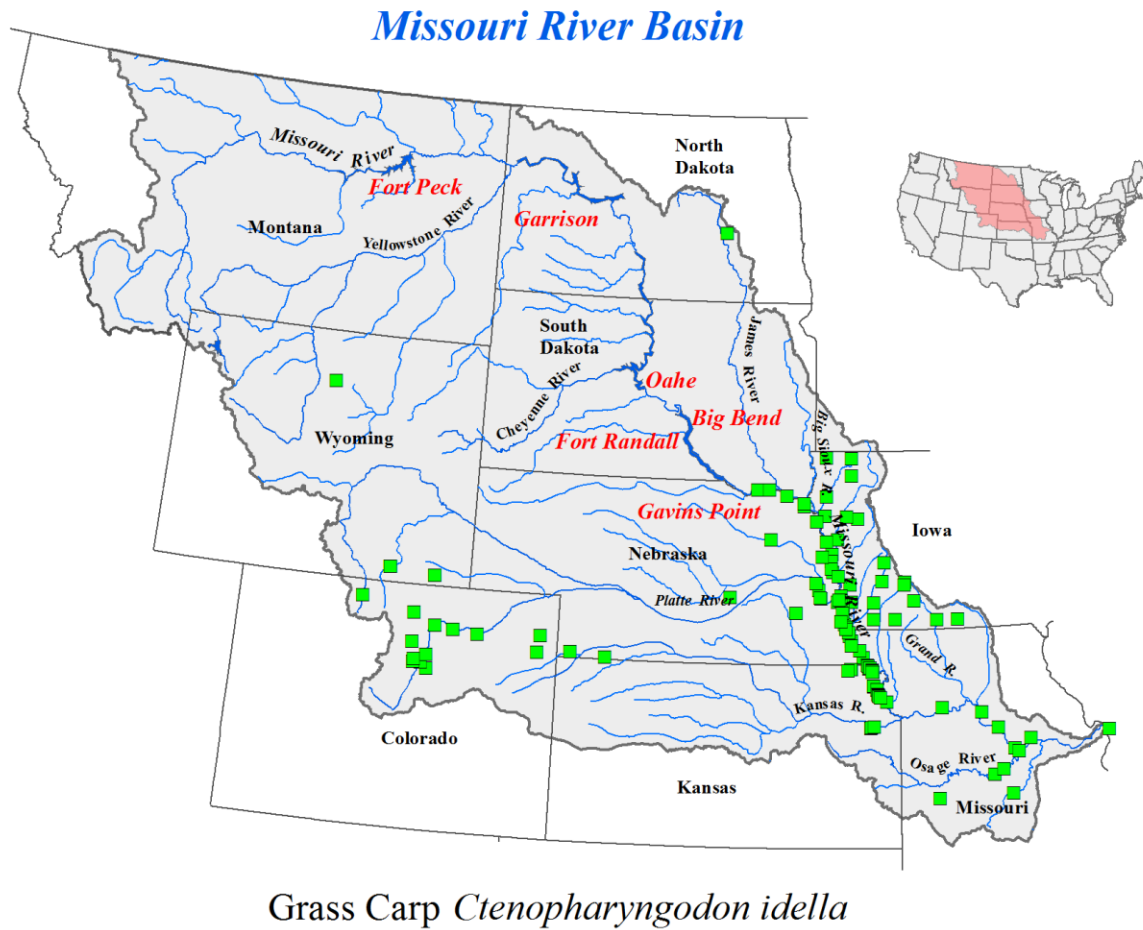 Missouri River Basin
North
Dakota
Missouri River
Fort Peck
Garrison
Montana
Yellowstone River
South
Dakota
James River
Oahe
Cheyenne River
Big Bend
Big Sioux R.
Wyoming
Fort Randall
Gavins Point
Missouri River
Iowa
Nebraska
Platte River
Grand R.
Kansas R.
Colorado
Osage River
Kansas
Missouri
Grass Carp Ctenopharyngodon idella